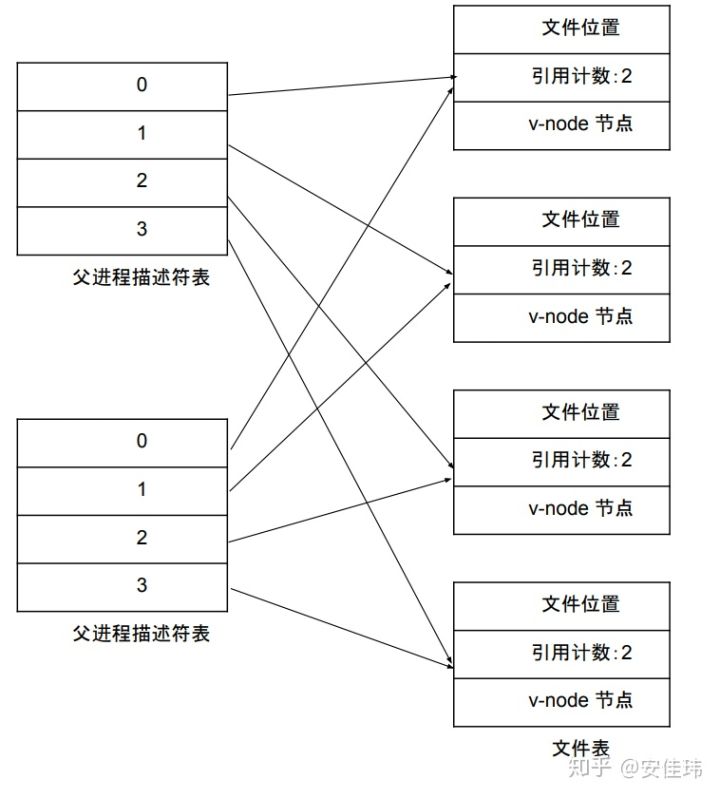 0
1
2
3
父进程描述符表
0
1
2
3
父进程描述符表
文件位置
引用计数:2
v-node 节点
文件位置
引用计数:2
v-node 节点
文件位置
引用计数:2
v-node 节点
文件位置
引用计数:2
v-node 节点
文件表
知乎 @安佳玮